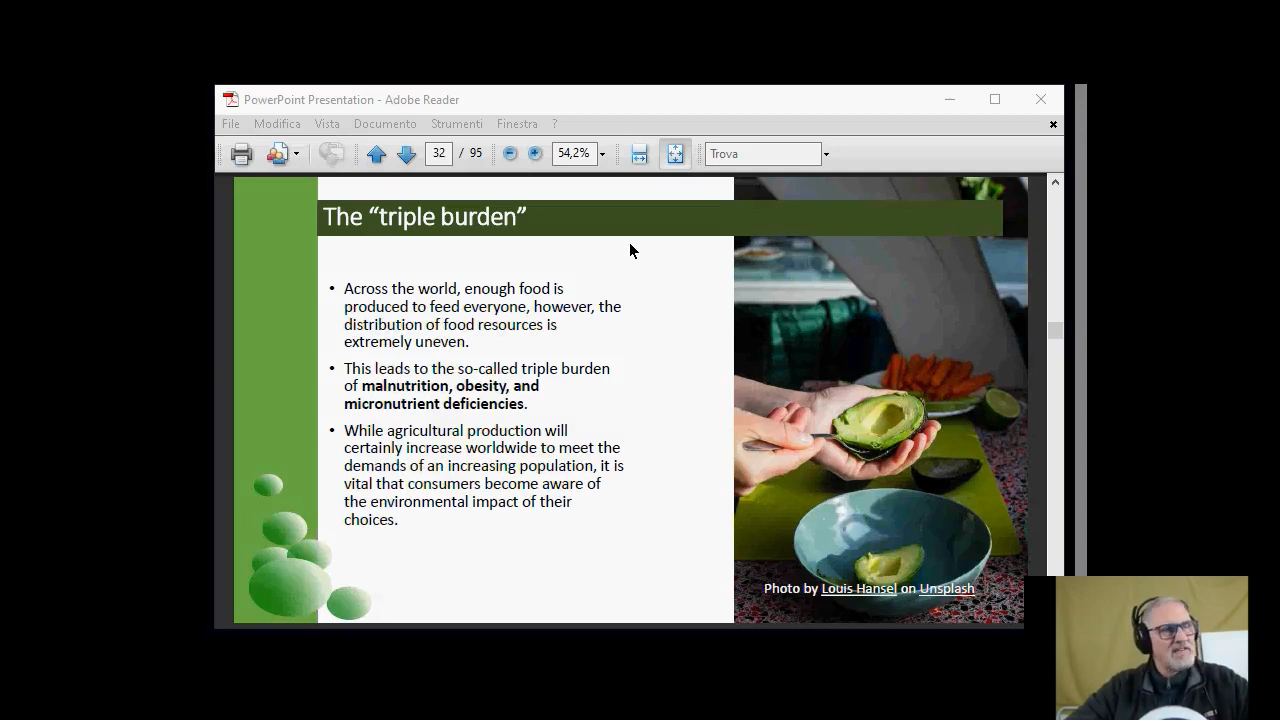 PowerPoint Presentation - Adobe Reader
File Modifica Vista Documento Strumenti Finestra ?
32 / 95 54,2% Trova
The “triple burden”
• Across the world, enough food is
produced to feed everyone, however, the
distribution of food resources is
extremely uneven.
• This leads to the so-called triple burden
of malnutrition, obesity, and
micronutrient deficiencies.
• While agricultural production will
certainly increase worldwide to meet the
demands of an increasing population, it is
vital that consumers become aware of
the environmental impact of their
choices.
Photo by Louis Hansel on Unsplash